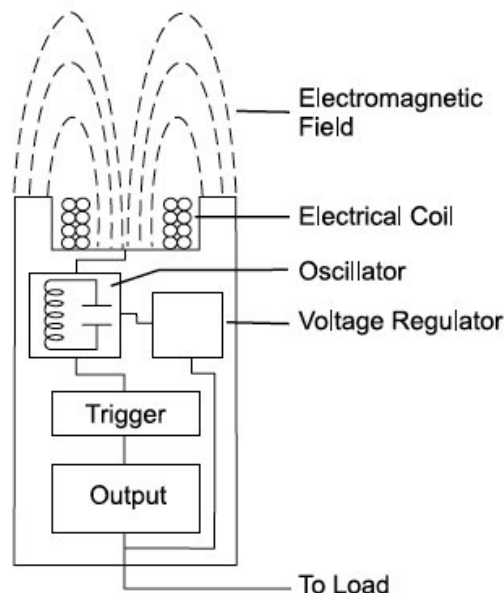 Electromagnetic
Field
Electrical Coil
Oscillator
Voltage Regulator
Trigger
Output
To Load